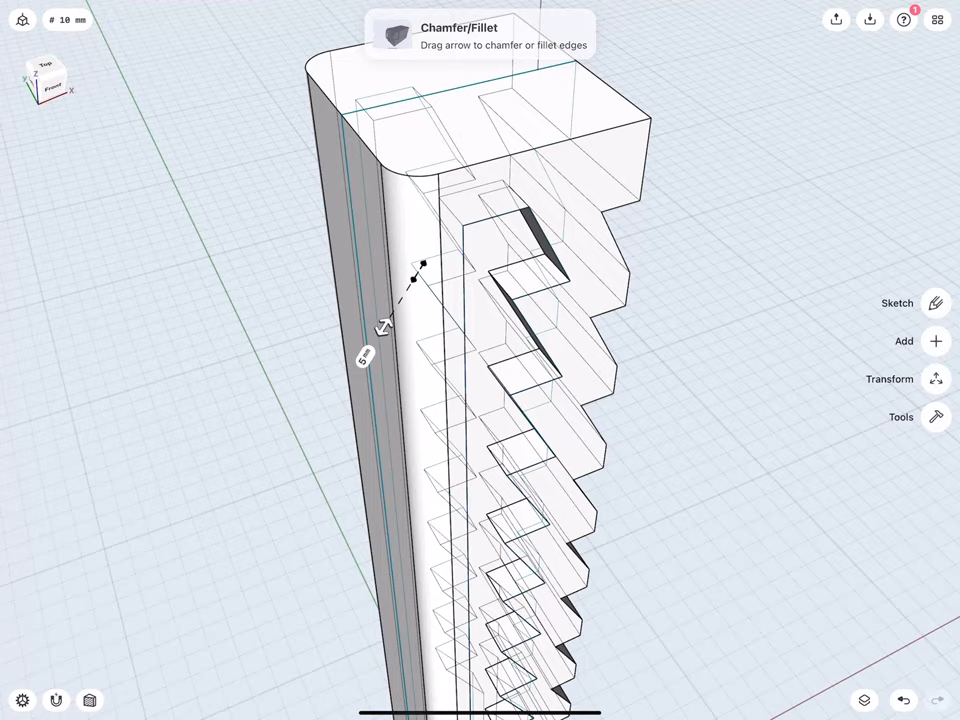 # 10 mm
Chamfer/Fillet
Drag arrow to chamfer or fillet edges
1
Top
Front
Z
Y
X
Sketch
Add
Transform
Tools
5 mm